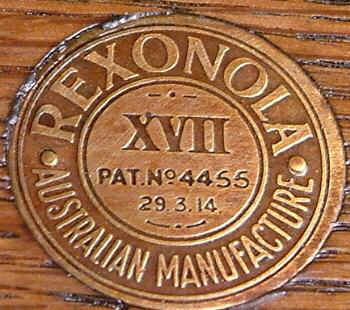 REXONOLA
XVII
PAT. Nº 4455
29.3.14.
AUSTRALIAN MANUFACTURE